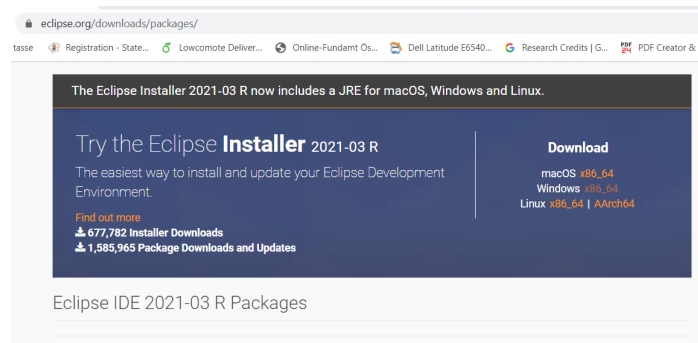 eclipse.org/downloads/packages/
tasse Registration - State... Lowcomote Deliver... Online-Fundamt Ös... Dell Latitude E6540... Research Credits | G... PDF Creator &
The Eclipse Installer 2021-03 R now includes a JRE for macOS, Windows and Linux.
Try the Eclipse Installer 2021-03 R
The easiest way to install and update your Eclipse Development
Environment.
Find out more
677,782 Installer Downloads
1,585,965 Package Downloads and Updates
Download
macOS x86_64
Windows x86_64
Linux x86_64 | AArch64
Eclipse IDE 2021-03 R Packages